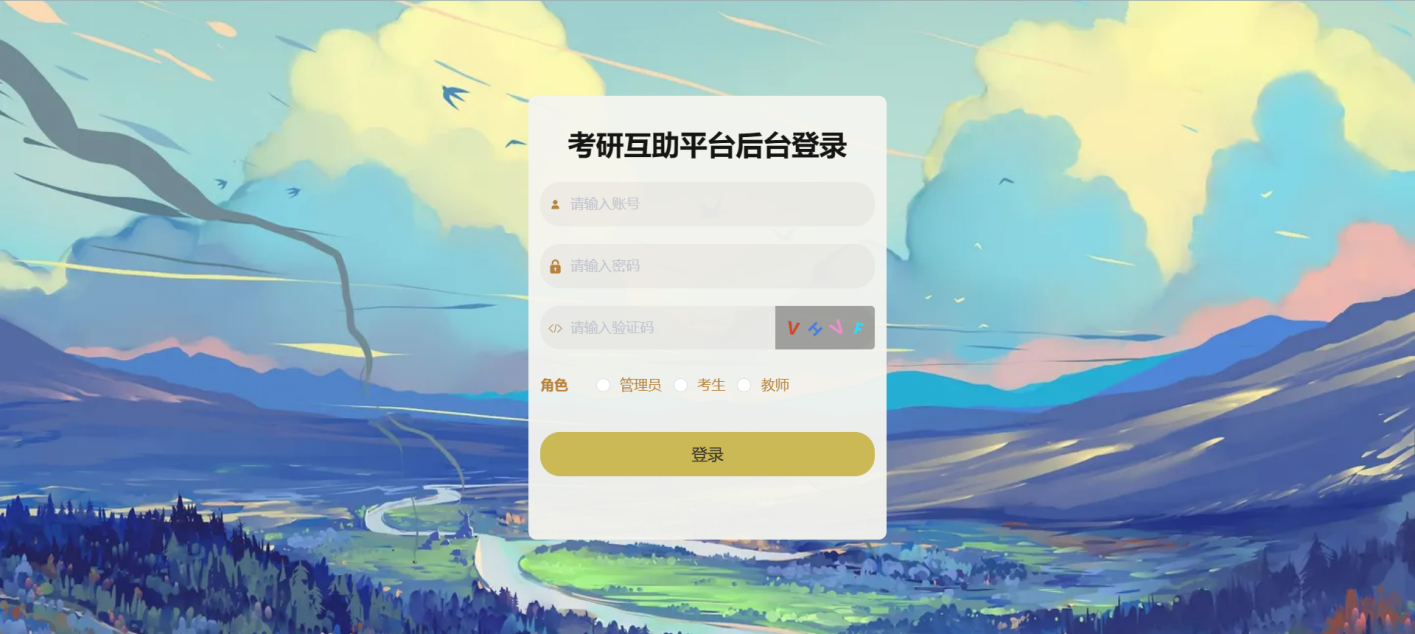 考研互助平台后台登录
请输入账号
请输入密码
请输入验证码 V H V F
角色 管理员 考生 教师
登录